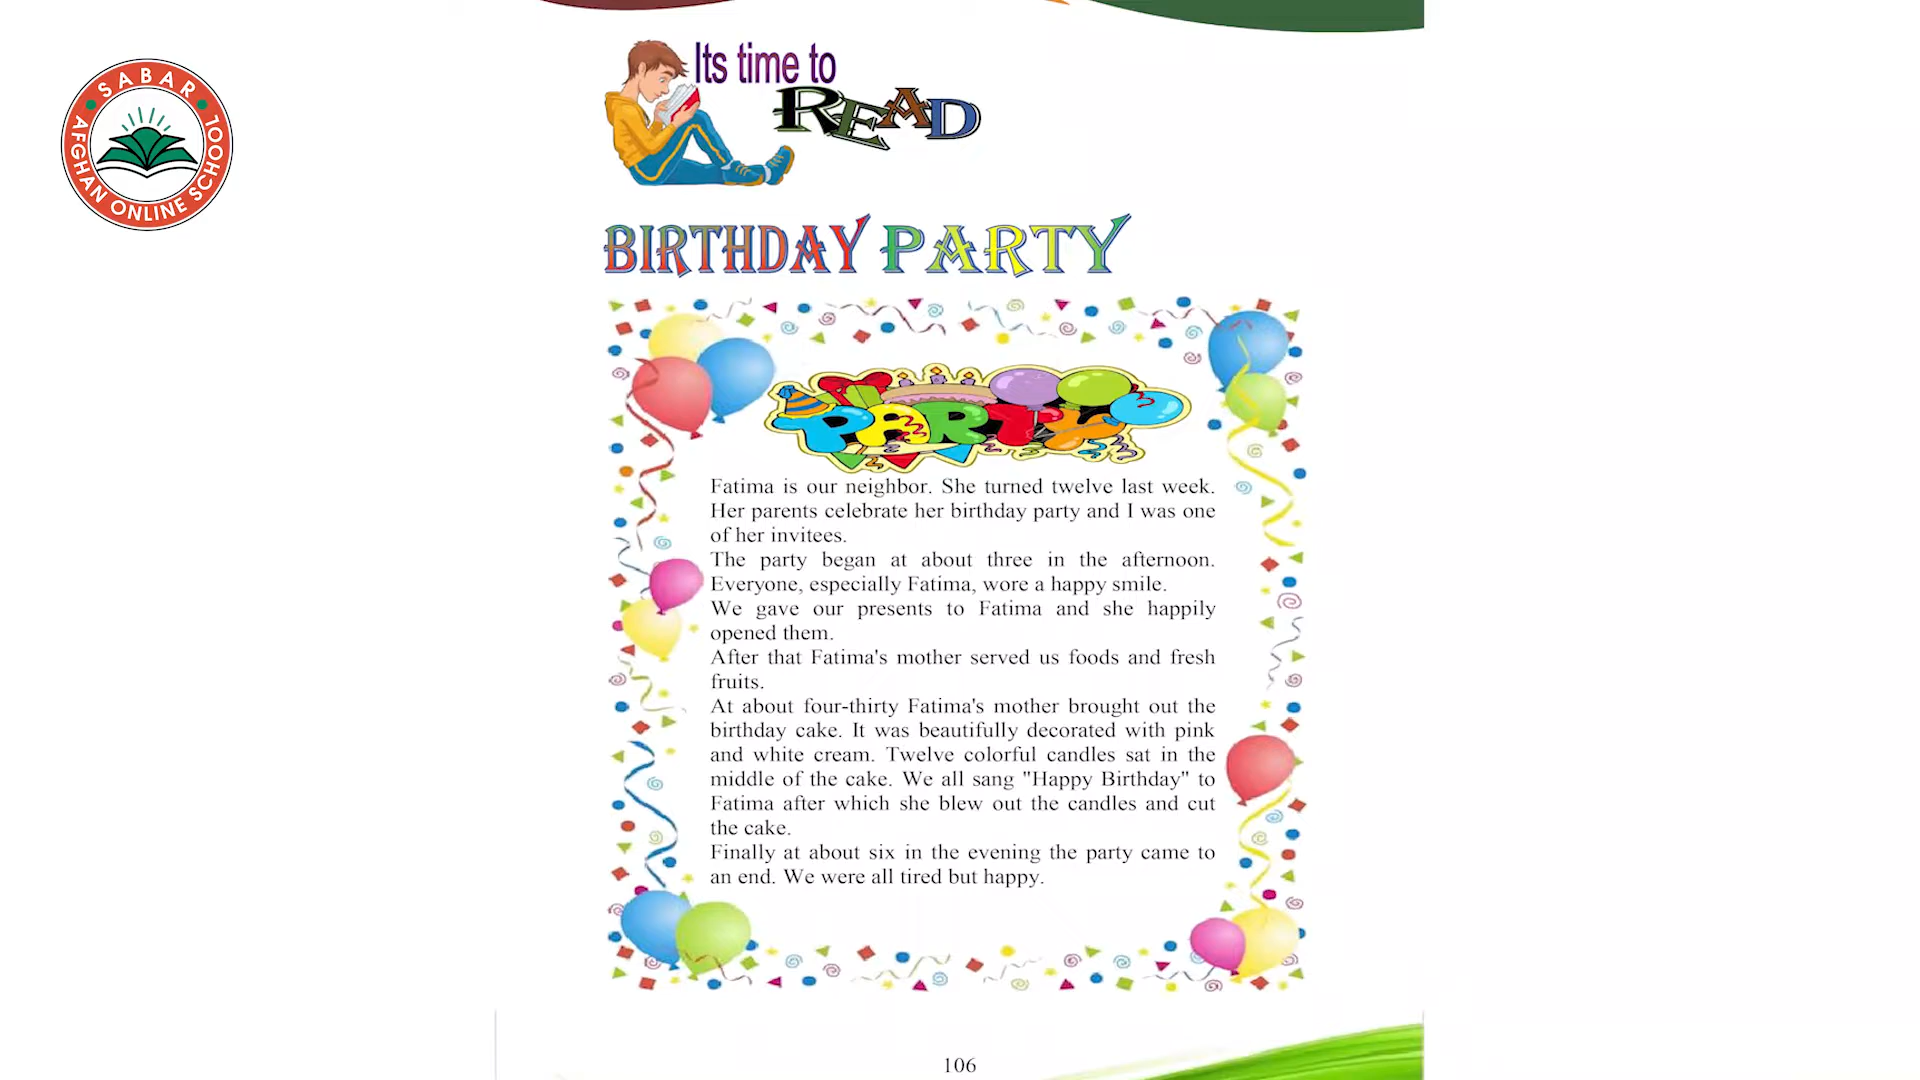 SABAR
AFGHAN ONLINE SCHOOL
Its time to
READ
BIRTHDAY PARTY
PARTY
Fatima is our neighbor. She turned twelve last week.
Her parents celebrate her birthday party and I was one
of her invitees.
The party began at about three in the afternoon.
Everyone, especially Fatima, wore a happy smile.
We gave our presents to Fatima and she happily
opened them.
After that Fatima's mother served us foods and fresh
fruits.
At about four-thirty Fatima's mother brought out the
birthday cake. It was beautifully decorated with pink
and white cream. Twelve colorful candles sat in the
middle of the cake. We all sang "Happy Birthday" to
Fatima after which she blew out the candles and cut
the cake.
Finally at about six in the evening the party came to
an end. We were all tired but happy.
106